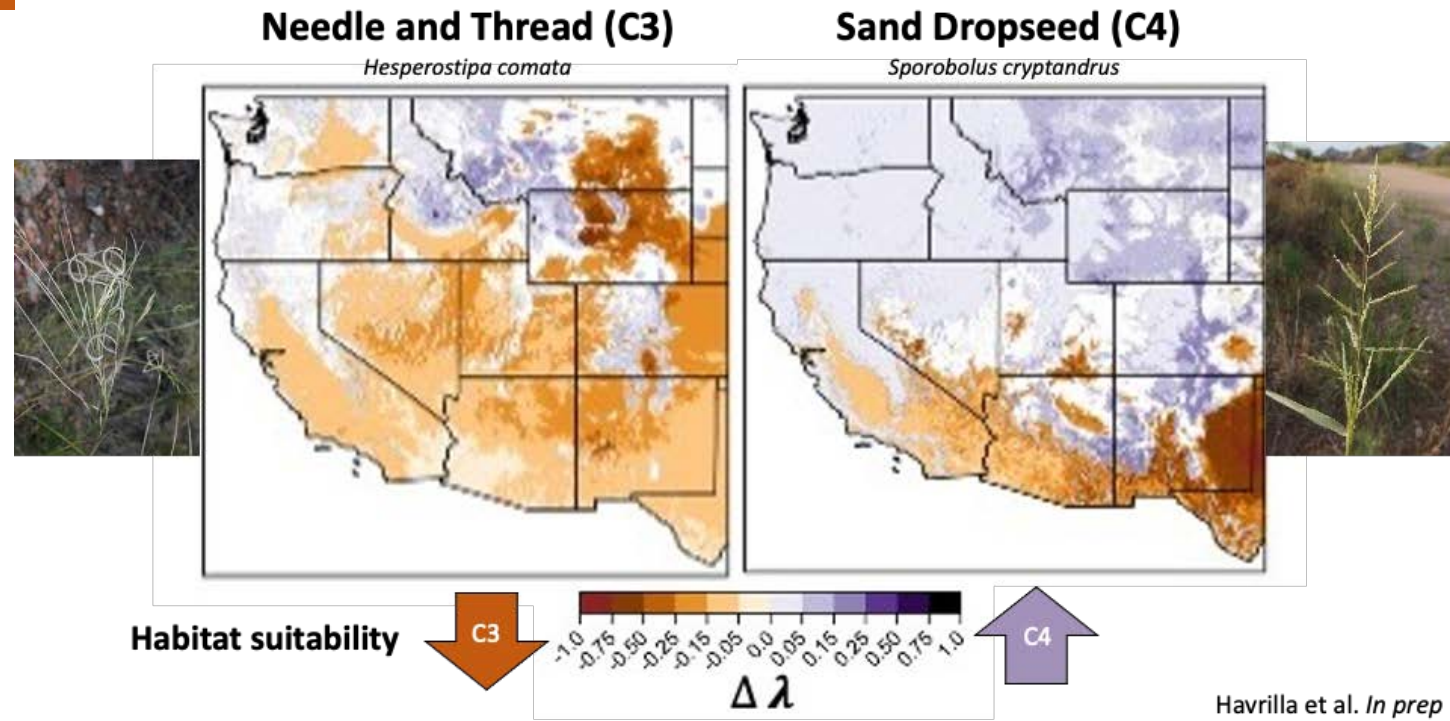 Needle and Thread (C3)
Hesperostipa comata
Sand Dropseed (C4)
Sporobolus cryptandrus
Habitat suitability
C3
-1.0
-0.75
-0.50
-0.25
-0.15
-0.05
0.0
0.05
0.15
0.25
0.50
0.75
1.0
Δ λ
C4
Havrilla et al. In prep